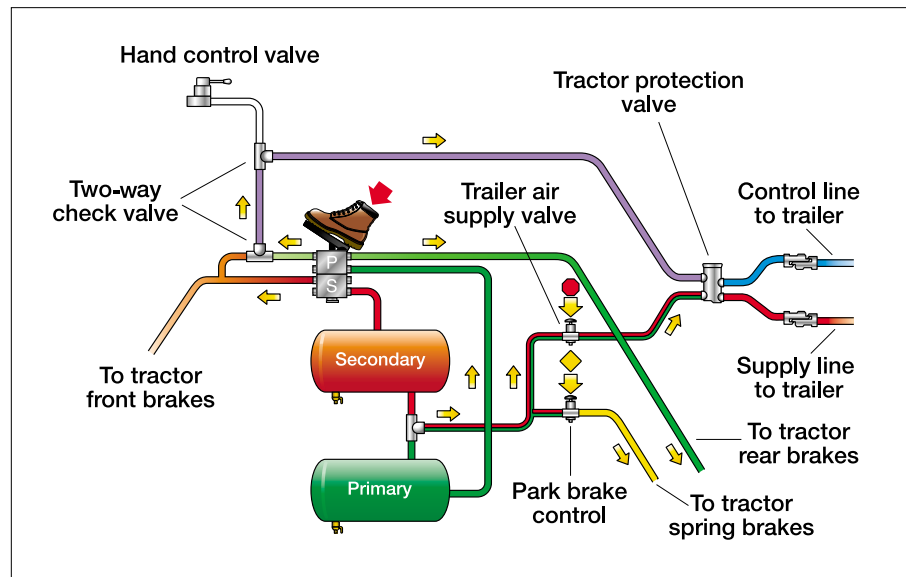 Hand control valve
Tractor protection
valve
Two-way
check valve
Trailer air
supply valve
Control line
to trailer
P
S
Secondary
To tractor
front brakes
Supply line
to trailer
Primary
Park brake
control
To tractor
rear brakes
To tractor
spring brakes